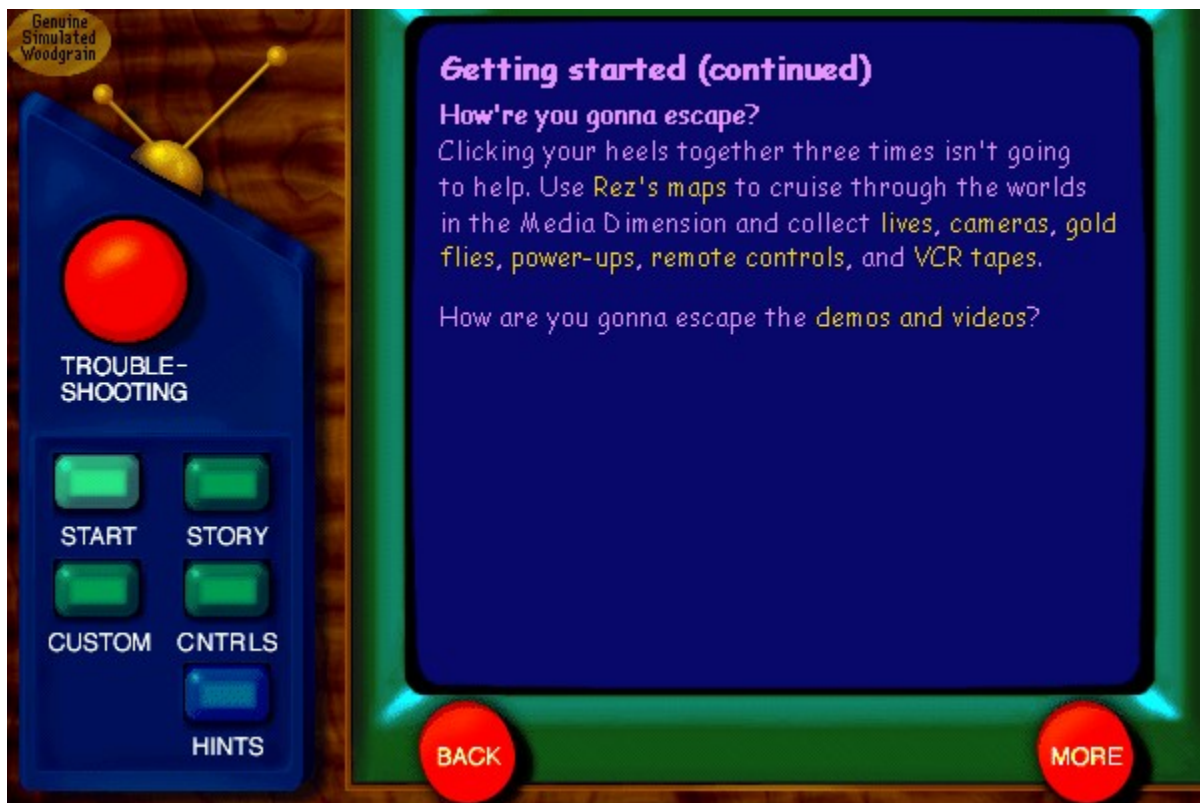 Genuine
Simulated
Woodgrain
Getting started (continued)
How're you gonna escape?
Clicking your heels together three times isn't going
to help. Use Rez's maps to cruise through the worlds
in the Media Dimension and collect lives, cameras, gold
flies, power-ups, remote controls, and VCR tapes.
How are you gonna escape the demos and videos?
TROUBLE-
SHOOTING
START
STORY
CUSTOM
CNTRLS
HINTS
BACK
MORE